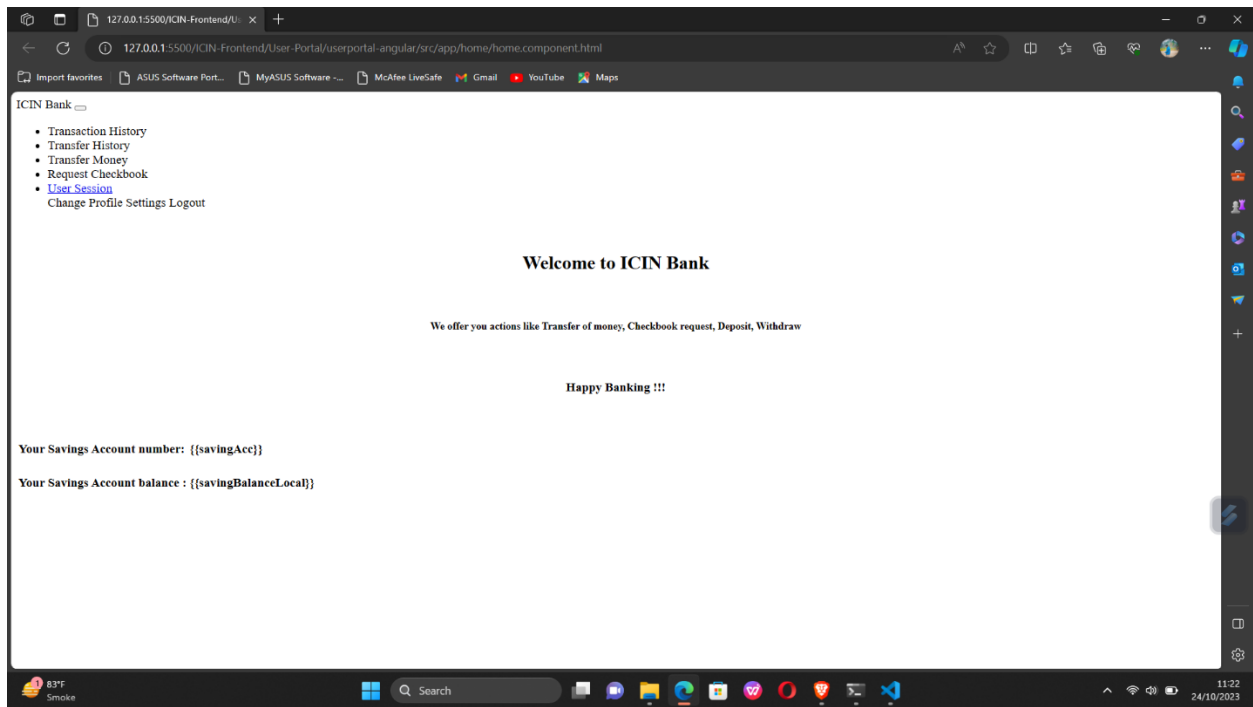 127.0.0.1:5500/ICIN-Frontend/Us
127.0.0.1:5500/ICIN-Frontend/User-Portal/userportal-angular/src/app/home/home.component.html
Import favorites ASUS Software Port... MyASUS Software -... McAfee LiveSafe Gmail YouTube Maps
ICIN Bank
Transaction History
Transfer History
Transfer Money
Request Checkbook
User Session
Change Profile Settings Logout
Welcome to ICIN Bank
We offer you actions like Transfer of money, Checkbook request, Deposit, Withdraw
Happy Banking !!!
Your Savings Account number: {{savingAcc}}
Your Savings Account balance : {{savingBalanceLocal}}
1
83°F
Smoke
Search
11:22
24/10/2023